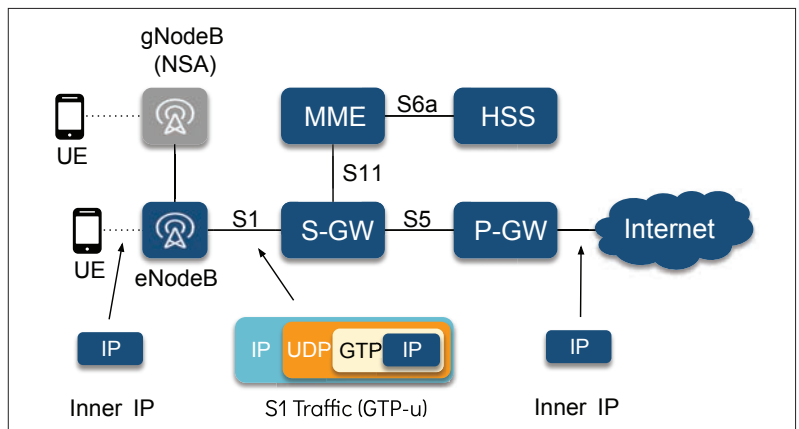 gNodeB
(NSA)
UE
MME
S6a
HSS
S11
UE
eNodeB
S1
S-GW
S5
P-GW
Internet
IP
IP
UDP
GTP
IP
IP
Inner IP
S1 Traffic (GTP-u)
Inner IP